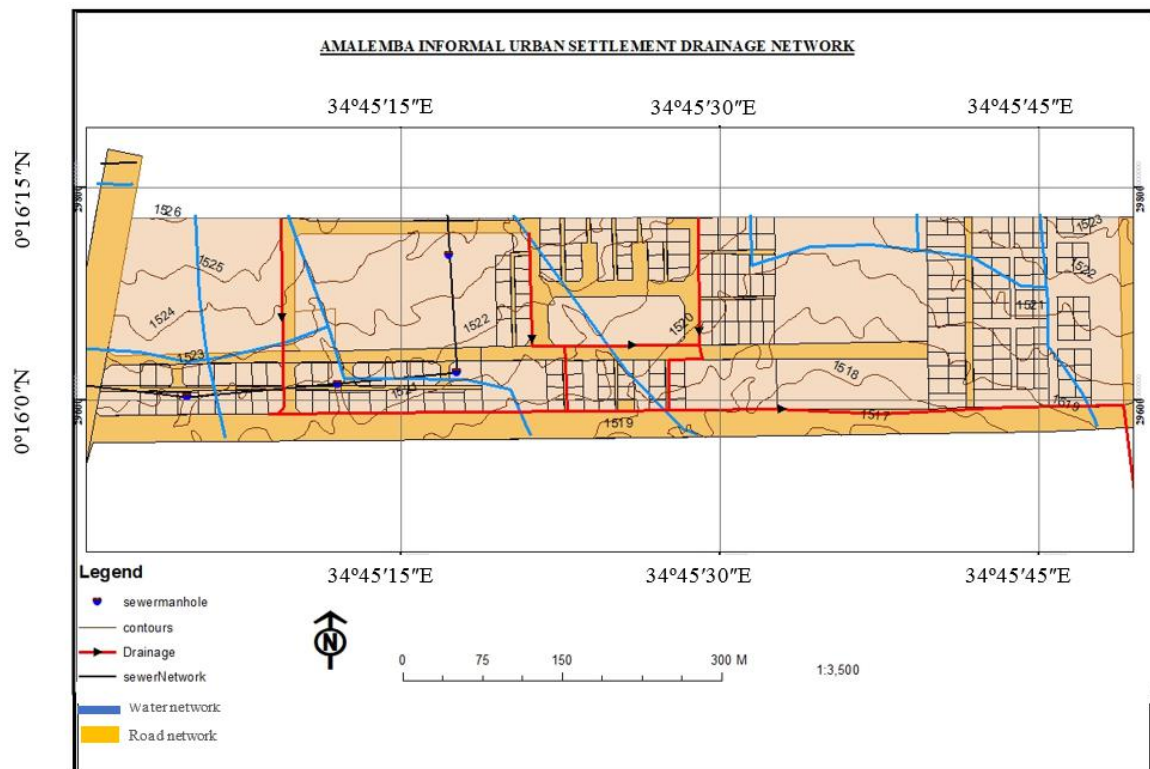 AMALEMBA INFORMAL URBAN SETTLEMENT DRAINAGE NETWORK
34°45'15"E 34°45'30"E 34°45'45"E
0°16'15"N
1526
1523
1525
1522
1521
1524
1522
1520
1523
1518
1521
0°16'0"N
1519
1517
1519
34°45'15"E 34°45'30"E 34°45'45"E
Legend
sewermanhole
contours
Drainage
sewerNetwork
Water network
Road network
N
0 75 150 300 M
1:3,500